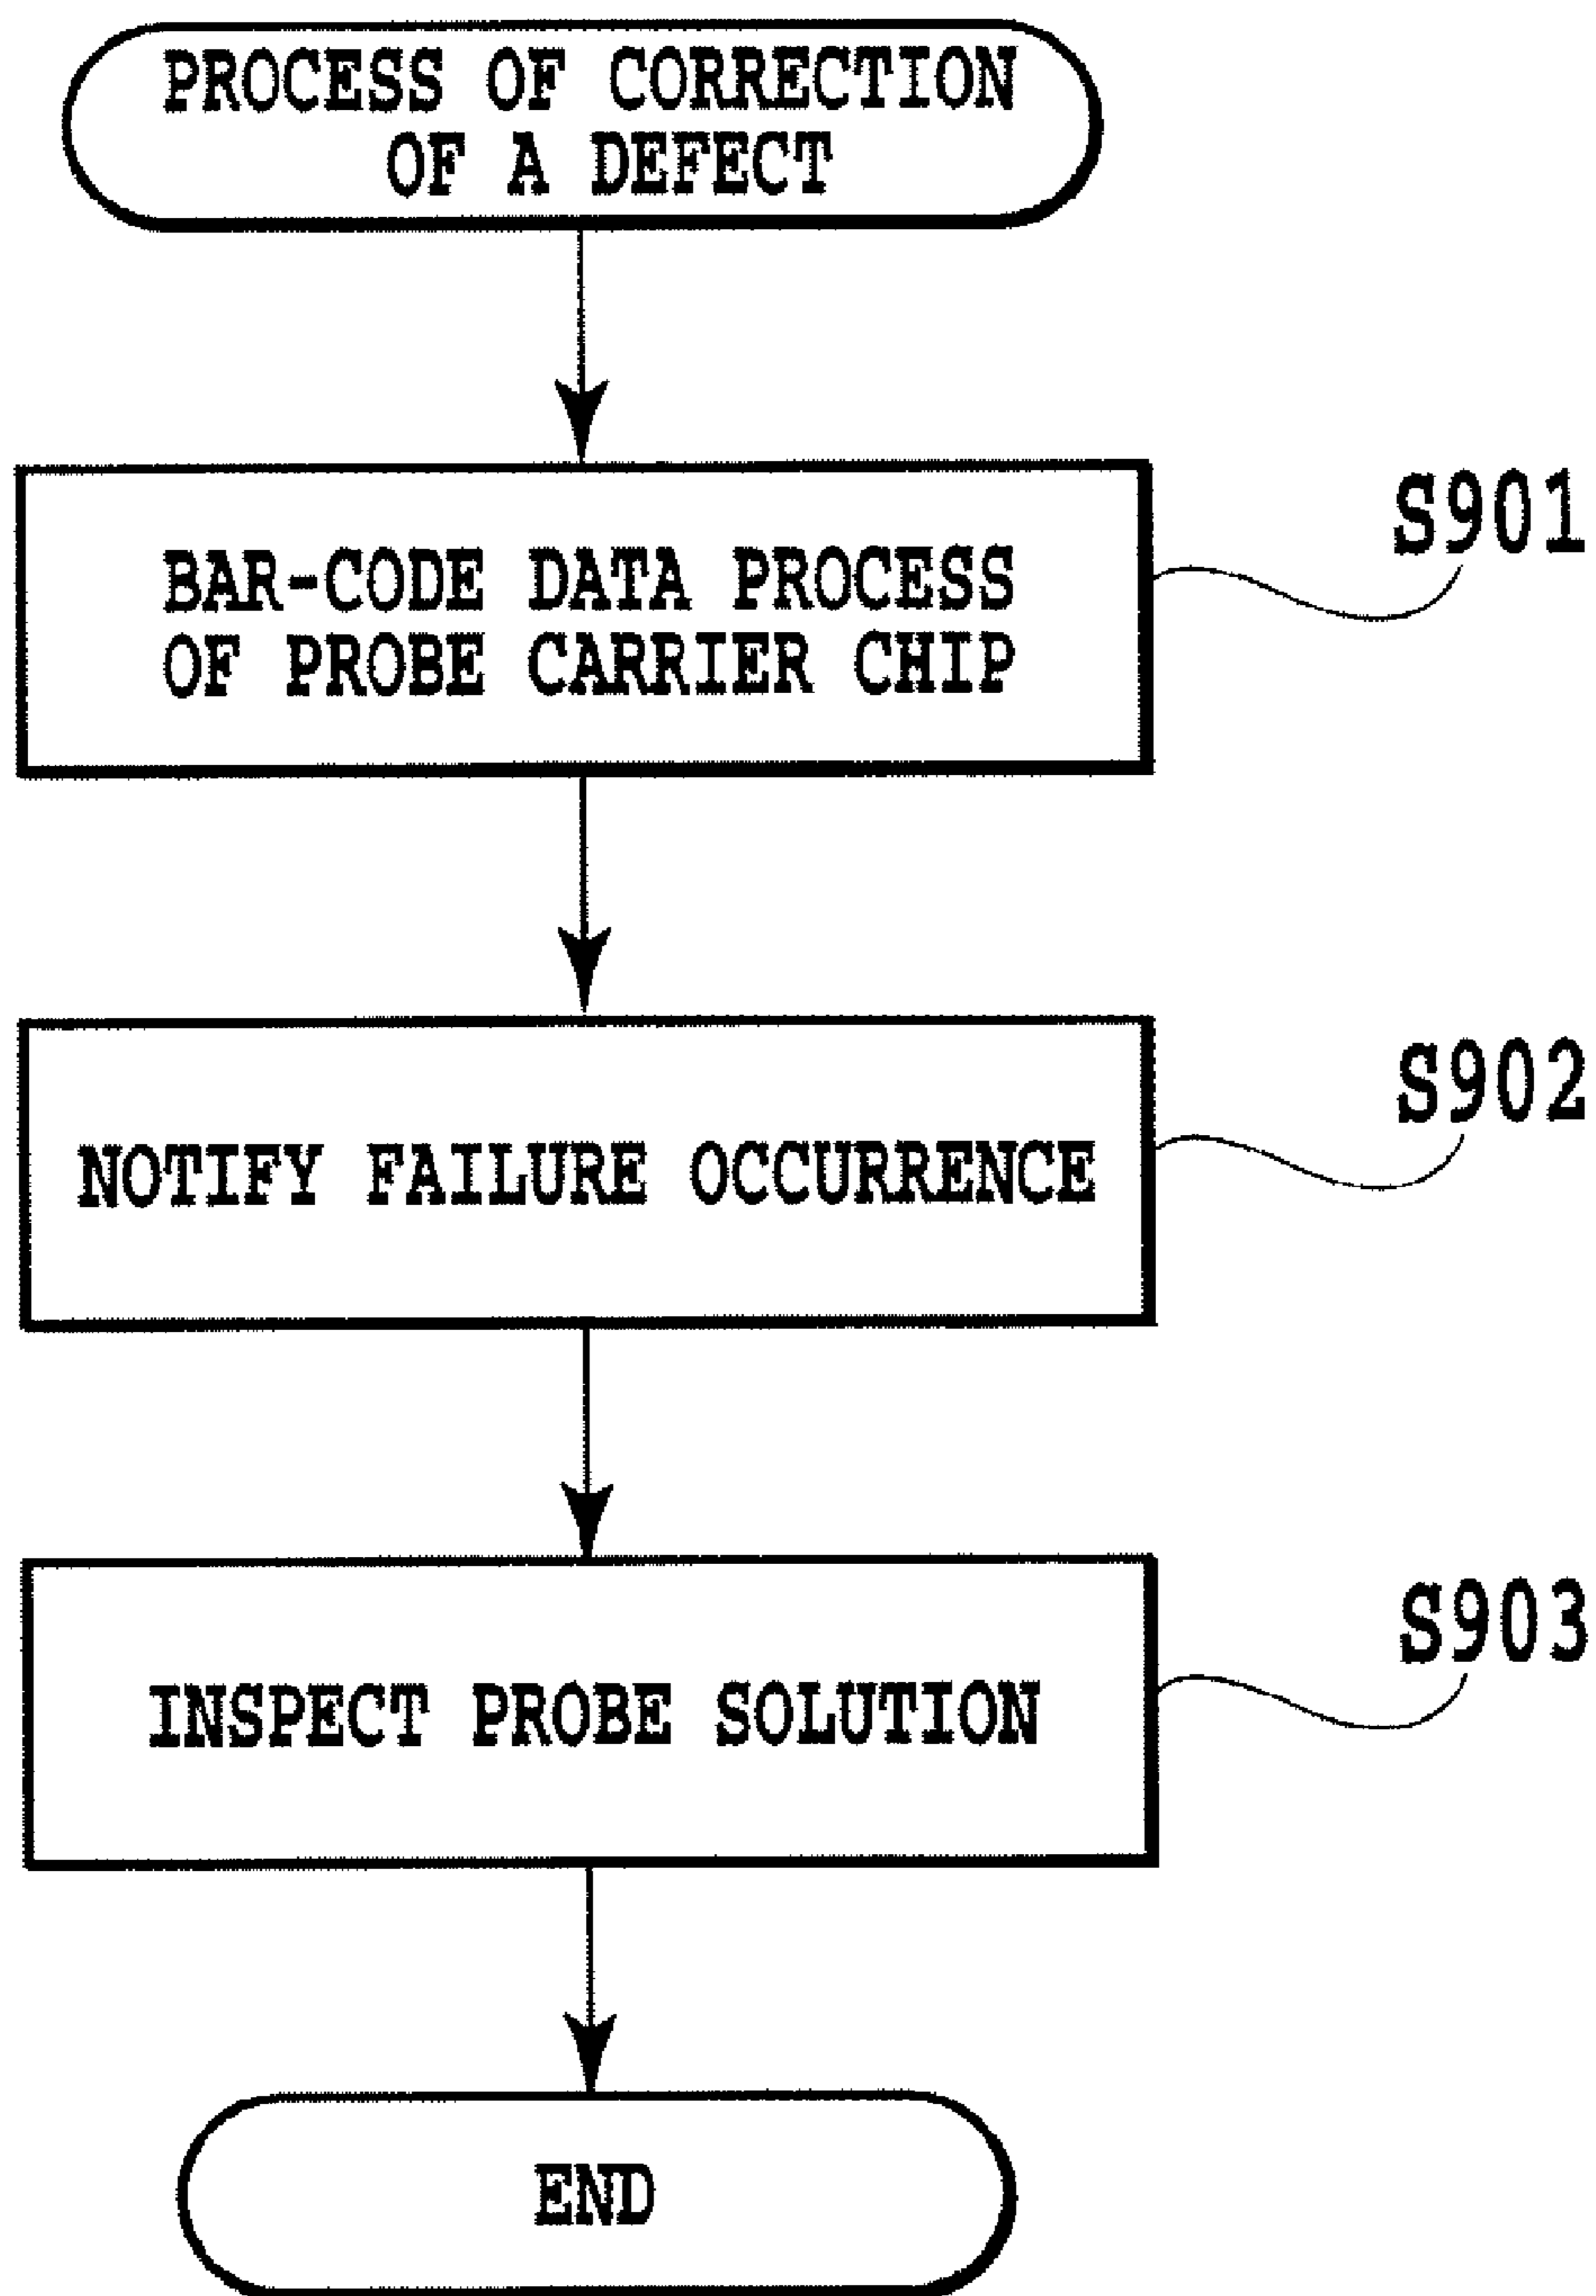 PROCESS OF CORRECTION
OF A DEFECT
BAR-CODE DATA PROCESS
OF PROBE CARRIER CHIP
S901
NOTIFY FAILURE OCCURRENCE
S902
INSPECT PROBE SOLUTION
S903
END